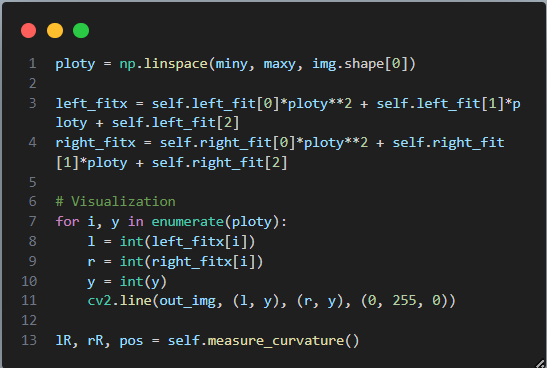 1 ploty = np.linspace(miny, maxy, img.shape[0])
2
3 left_fitx = self.left_fit[0]*ploty**2 + self.left_fit[1]*p
loty + self.left_fit[2]
4 right_fitx = self.right_fit[0]*ploty**2 + self.right_fit
[1]*ploty + self.right_fit[2]
5
6 # Visualization
7 for i, y in enumerate(ploty):
8     l = int(left_fitx[i])
9     r = int(right_fitx[i])
10     y = int(y)
11     cv2.line(out_img, (l, y), (r, y), (0, 255, 0))
12
13 lR, rR, pos = self.measure_curvature()